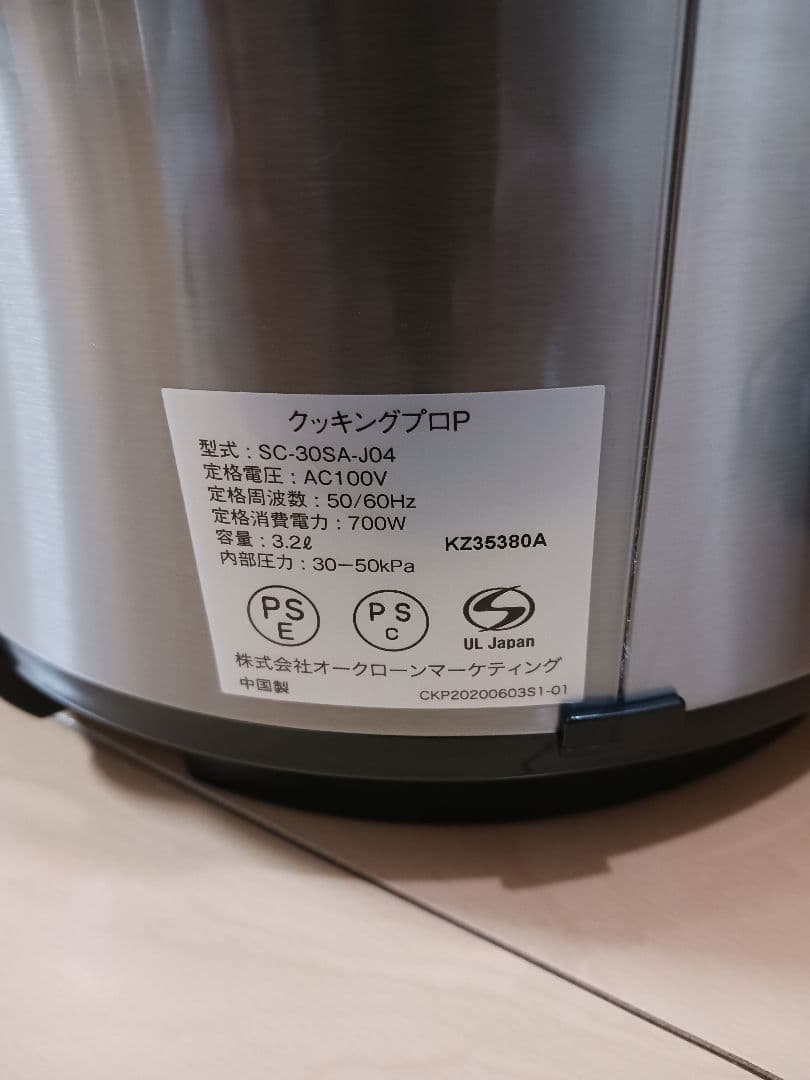 クッキングプロP
型式：SC-30SA-J04
定格電圧：AC100V
定格周波数：50/60Hz
定格消費電力：700W
容量：3.2ℓ
KZ35380A
内部圧力：30−50kPa
PS
E
PS
C
UL Japan
株式会社オークローンマーケティング
中国製
CKP20200603S1-01